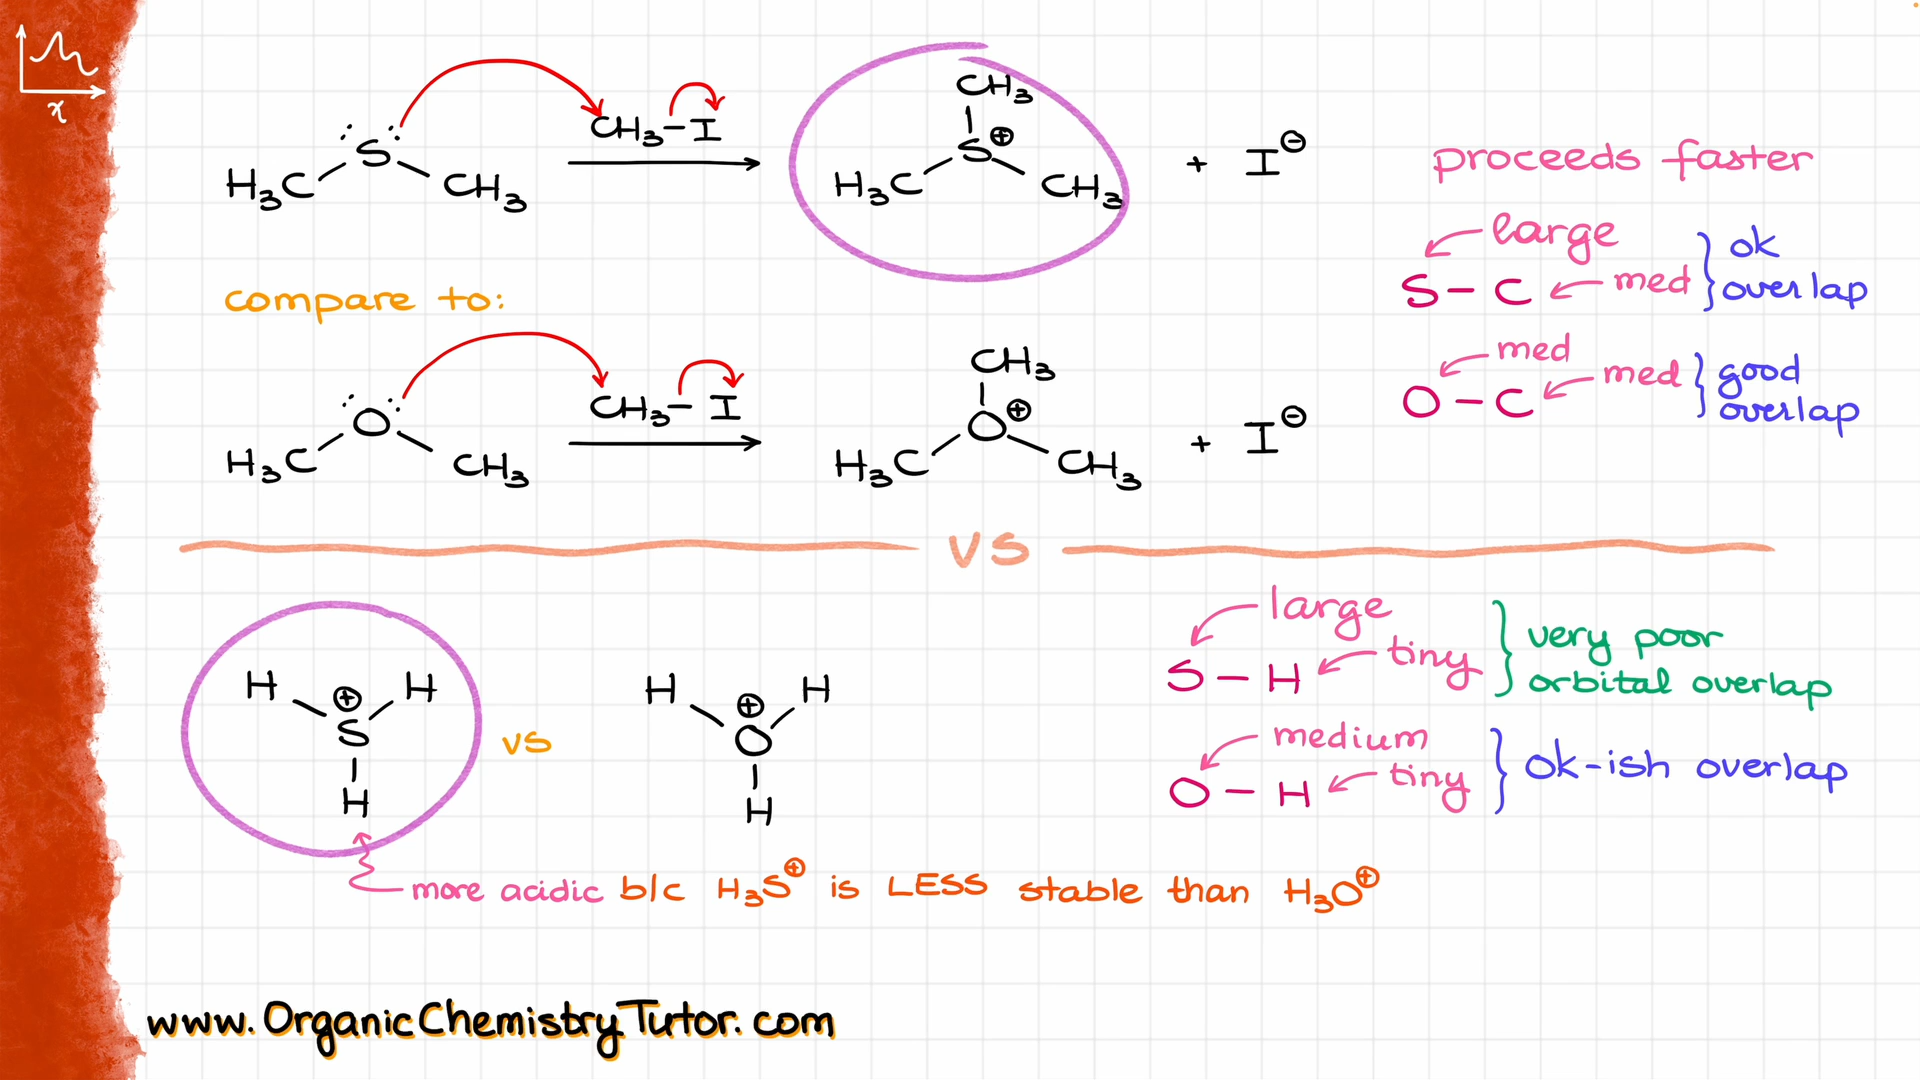 x
H₃C S CH₃
CH₃–I
CH₃
H₃C S⊕ CH₃
+ I⊖
proceeds faster
large
S – C med
ok
overlap
compare to:
H₃C O CH₃
CH₃–I
CH₃
H₃C O⊕ CH₃
+ I⊖
med
O – C med
good
overlap
vs
H S⊕ H
H
vs
H O⊕ H
H
large
S – H tiny
very poor
orbital overlap
medium
O – H tiny
ok-ish overlap
more acidic b/c H₃S⊕ is LESS stable than H₃O⊕
www.OrganicChemistryTutor.com